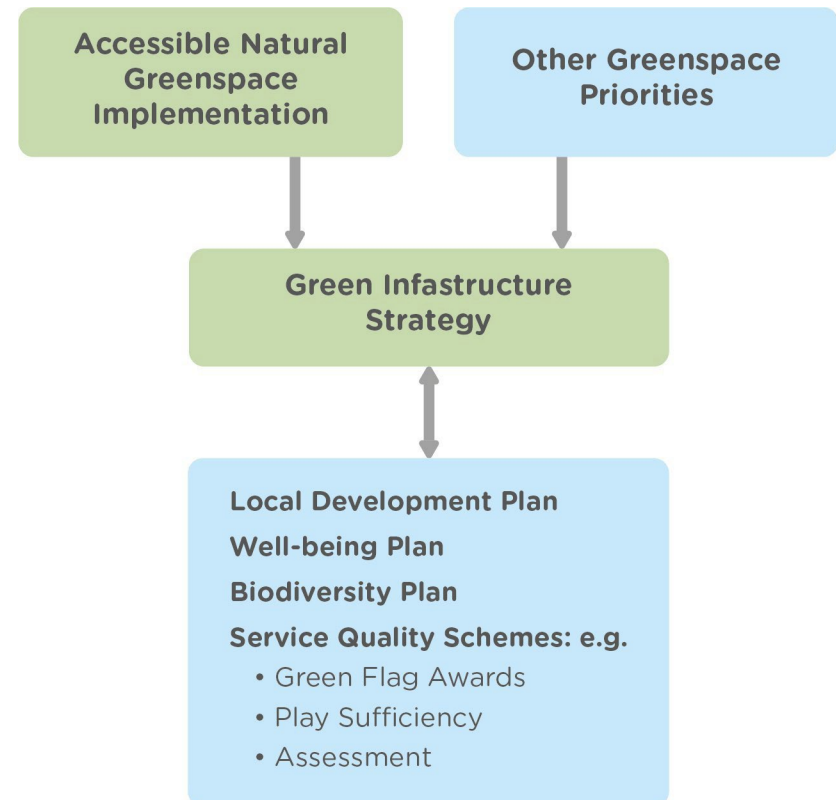 Accessible Natural
Greenspace
Implementation
Other Greenspace
Priorities
Green Infastructure
Strategy
Local Development Plan
Well-being Plan
Biodiversity Plan
Service Quality Schemes: e.g.
• Green Flag Awards
• Play Sufficiency
• Assessment